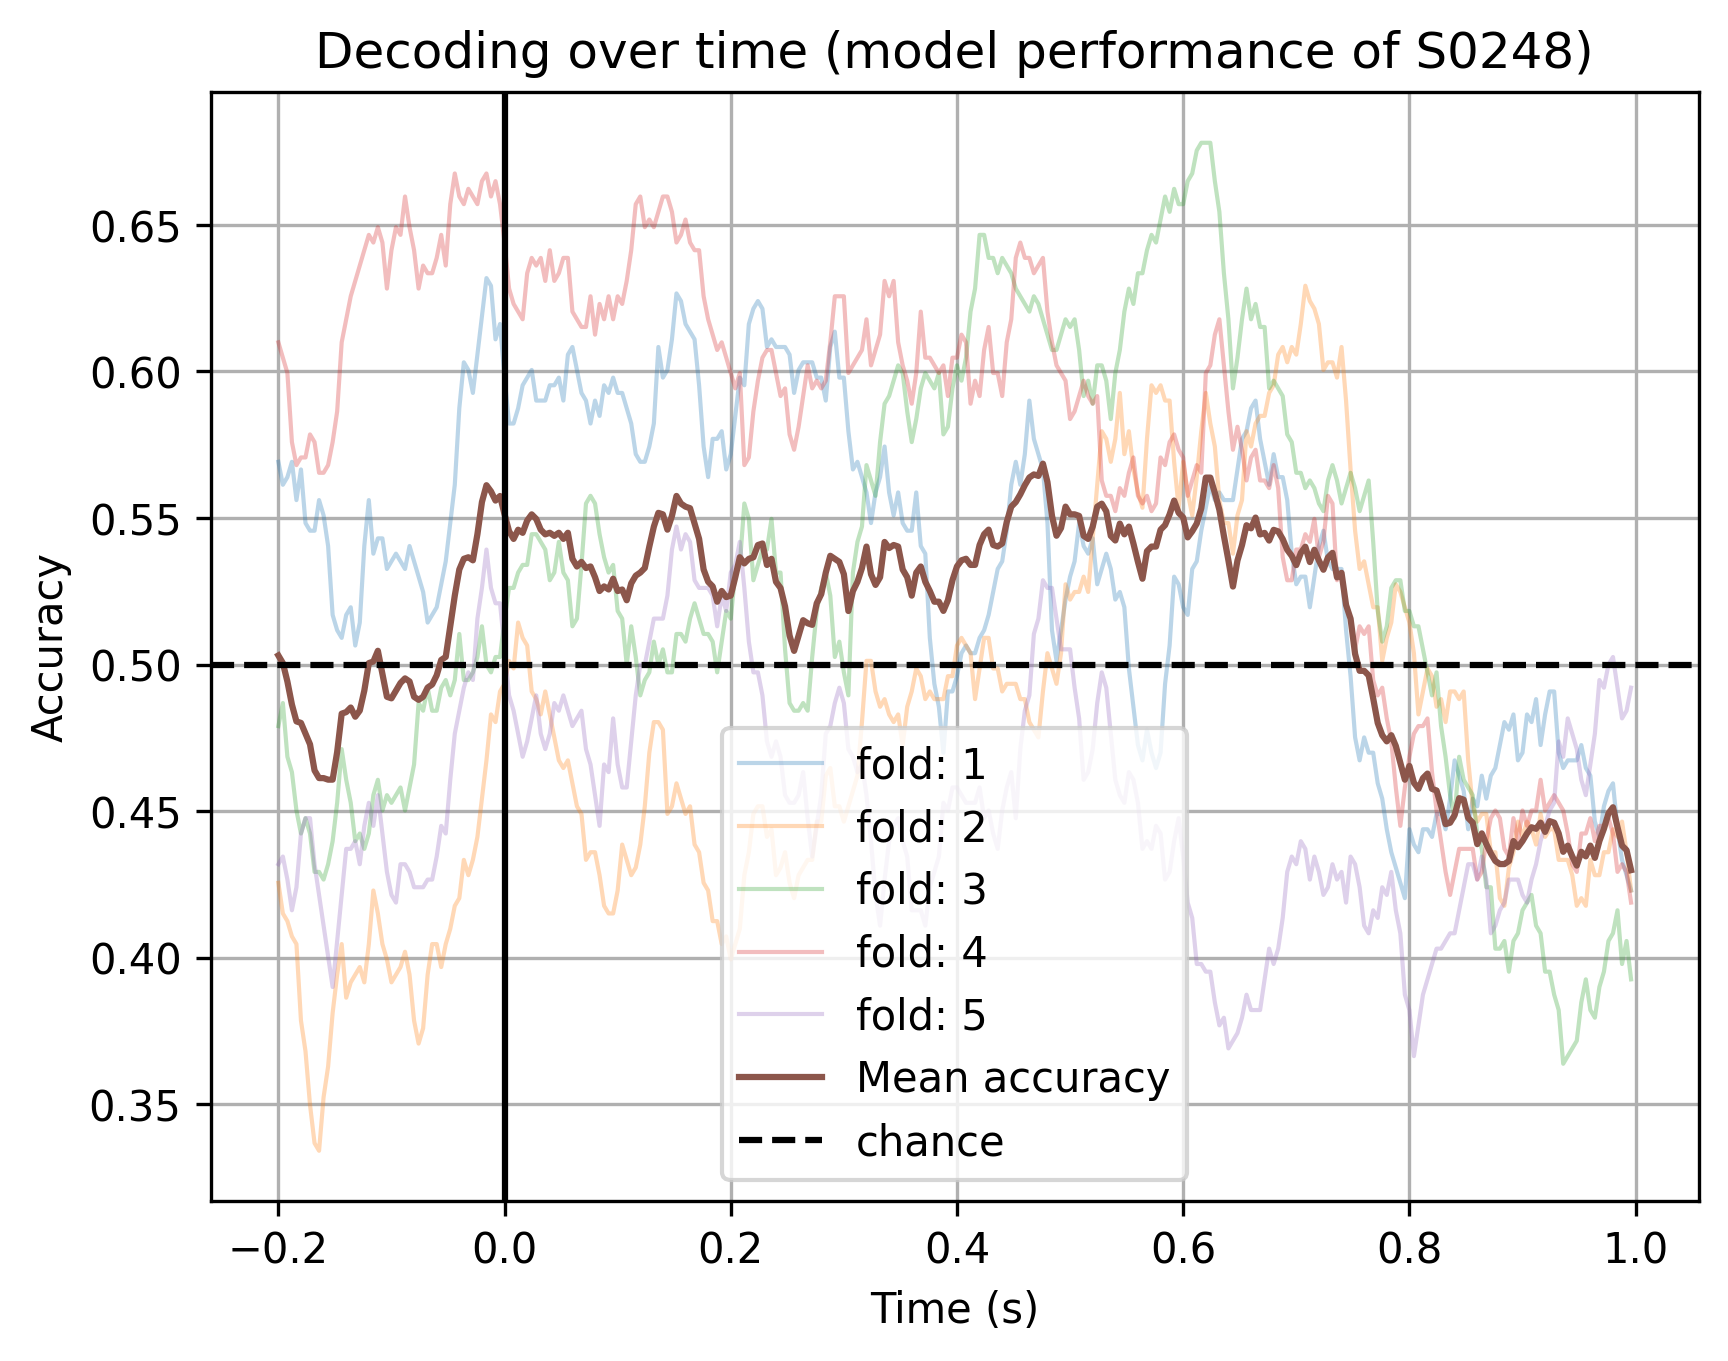 Decoding over time (model performance of S0248)
Accuracy
0.65
0.60
0.55
0.50
0.45
0.40
0.35
fold: 1
fold: 2
fold: 3
fold: 4
fold: 5
Mean accuracy
chance
−0.2 0.0 0.2 0.4 0.6 0.8 1.0
Time (s)